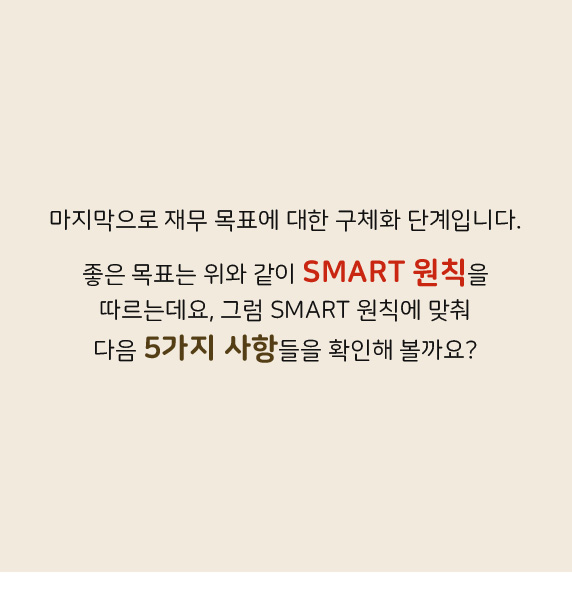 마지막으로 재무 목표에 대한 구체화 단계입니다.
좋은 목표는 위와 같이 SMART 원칙을
따르는데요, 그럼 SMART 원칙에 맞춰
다음 5가지 사항들을 확인해 볼까요?